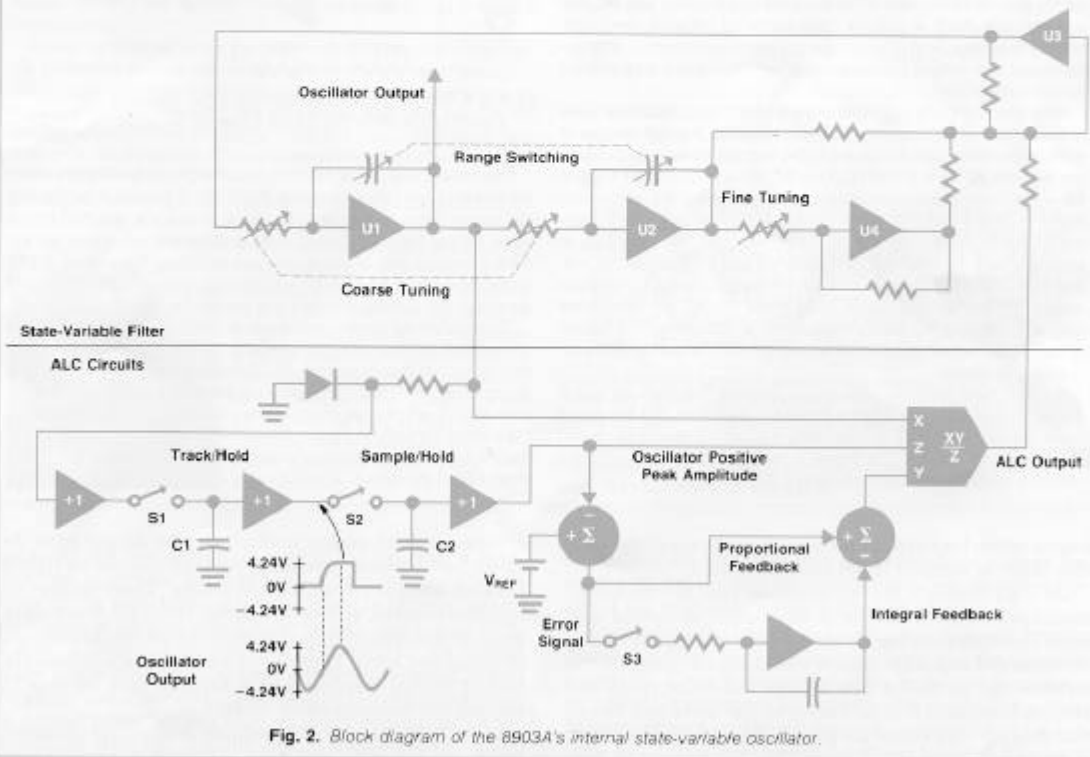 U3
Oscillator Output
Range Switching
Fine Tuning
U1
U2
U4
Coarse Tuning
State-Variable Filter
ALC Circuits
Track/Hold
Sample/Hold
Oscillator Positive
Peak Amplitude
X
Z
Y
XY
Z
ALC Output
+1
S1
C1
+1
S2
C2
+1
− 
+ Σ
+ Σ
−
VREF
Proportional
Feedback
4.24V
0V
−4.24V
Error
Signal
S3
Integral Feedback
Oscillator
Output
4.24V
0V
−4.24V
Fig. 2. Block diagram of the 8903A's internal state-variable oscillator.